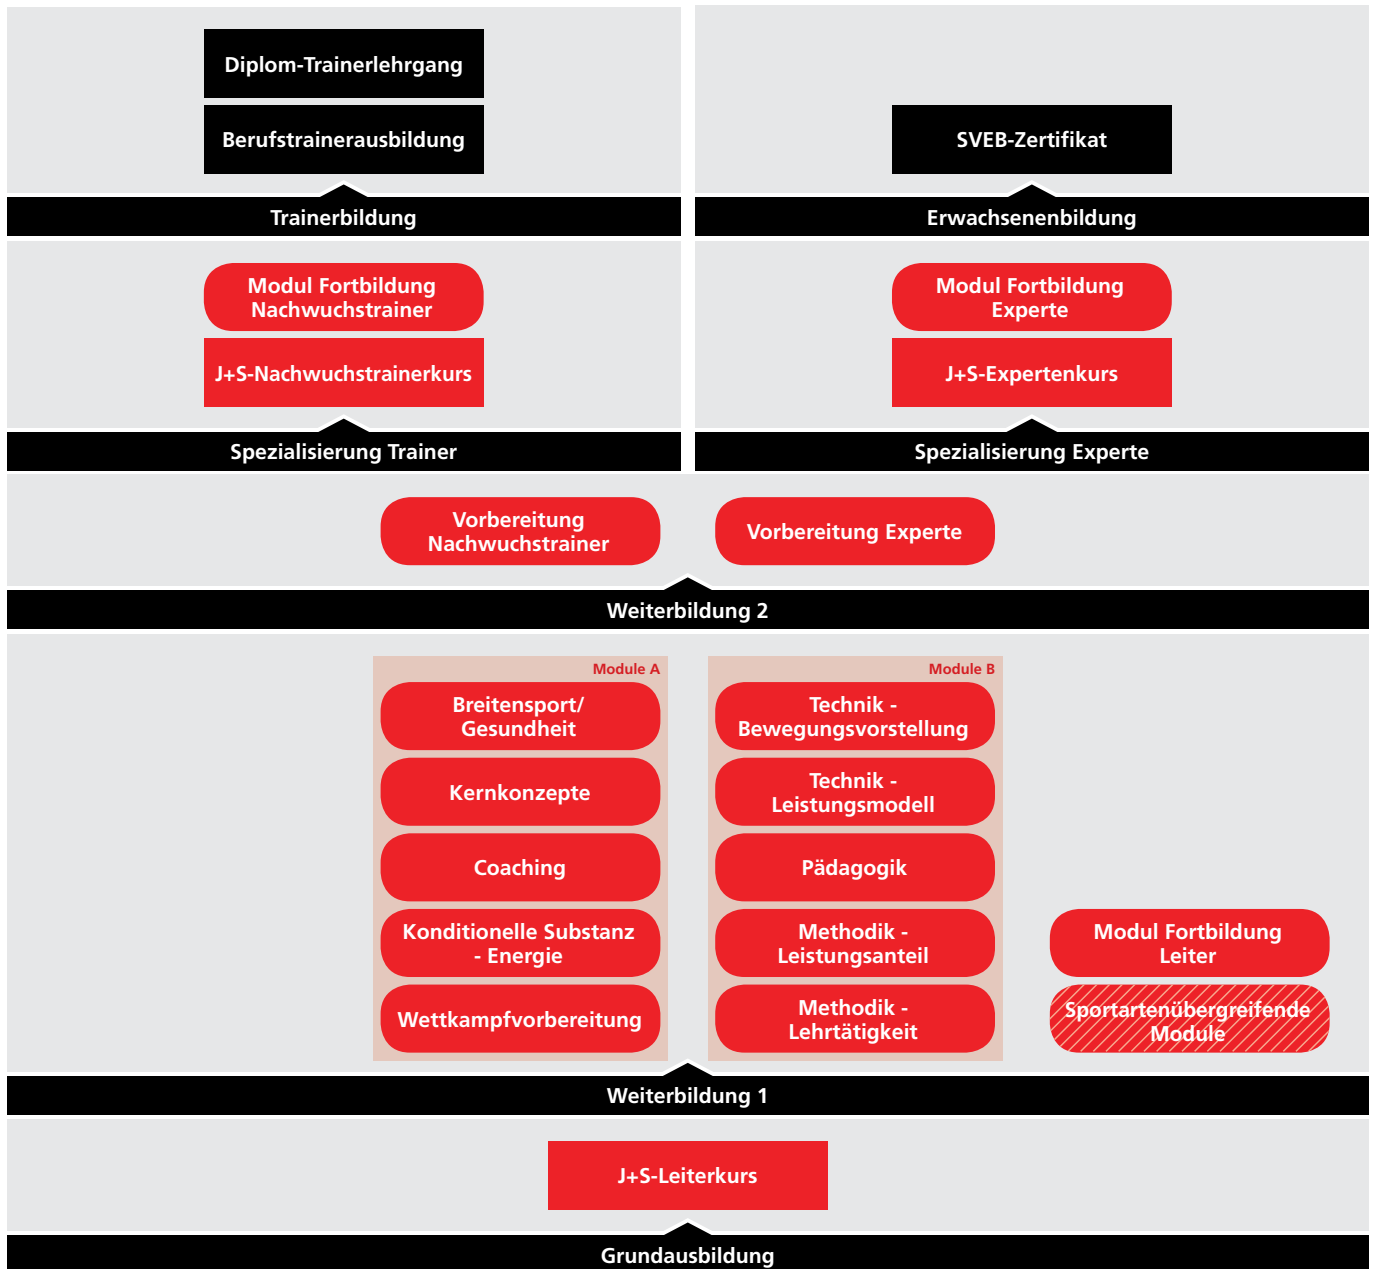 Diplom-Trainerlehrgang
Berufstrainerausbildung
SVEB-Zertifikat
Trainerbildung
Erwachsenenbildung
Modul Fortbildung
Nachwuchstrainer
Modul Fortbildung
Experte
J+S-Nachwuchstrainerkurs
J+S-Expertenkurs
Spezialisierung Trainer
Spezialisierung Experte
Vorbereitung
Nachwuchstrainer
Vorbereitung Experte
Weiterbildung 2
Module A
Breitensport/
Gesundheit
Kernkonzepte
Coaching
Konditionelle Substanz
- Energie
Wettkampfvorbereitung
Module B
Technik -
Bewegungsvorstellung
Technik -
Leistungsmodell
Pädagogik
Methodik -
Leistungsanteil
Methodik -
Lehrtätigkeit
Modul Fortbildung
Leiter
Sportartenübergreifende
Module
Weiterbildung 1
J+S-Leiterkurs
Grundausbildung